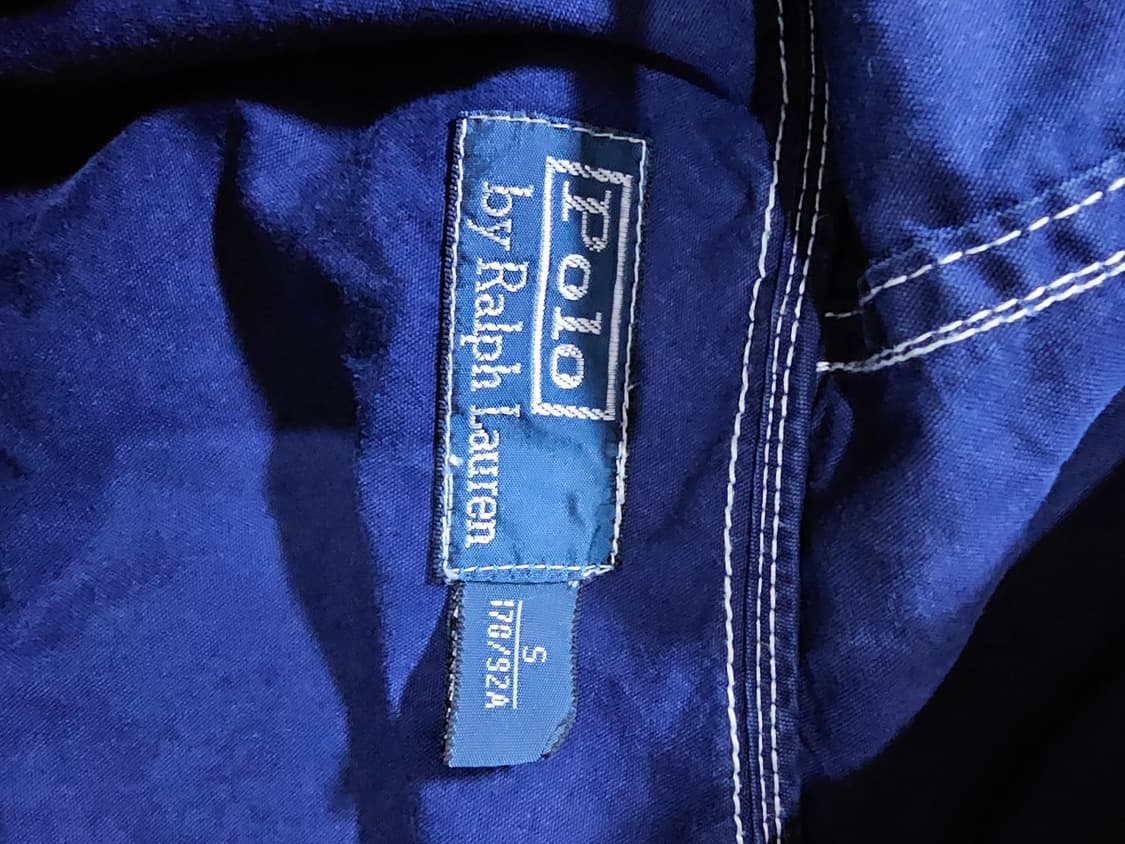 Polo
by Ralph Lauren
S
170/92A